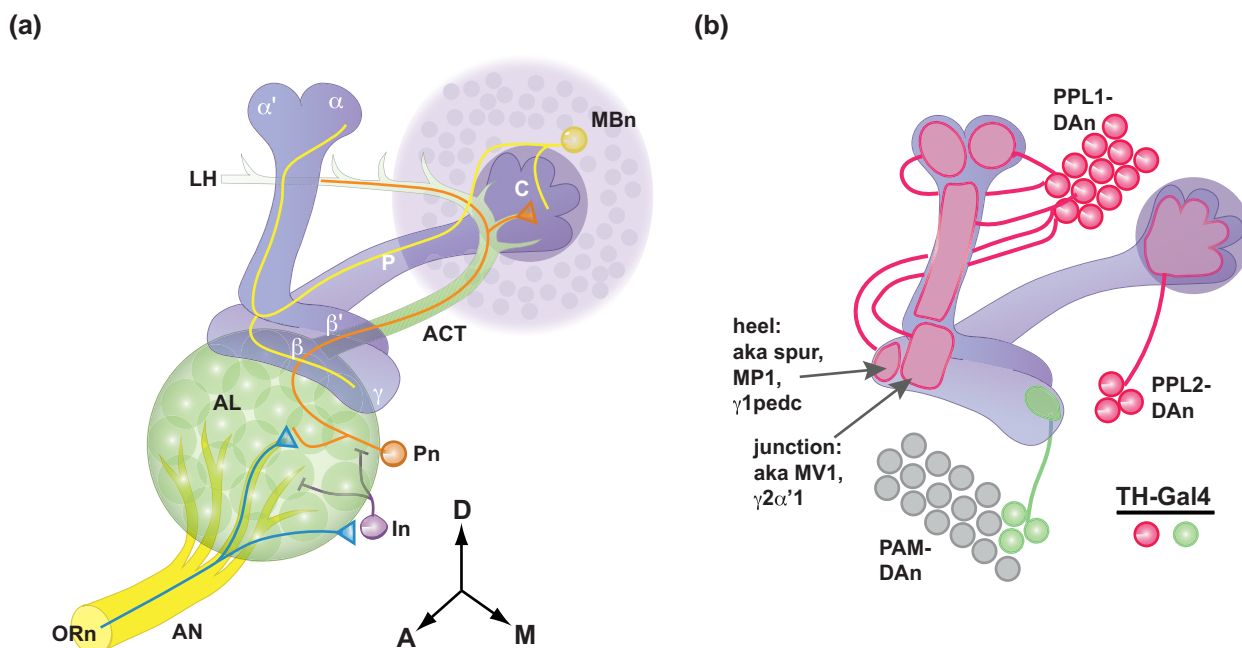 (a)
α'
α
MBn
LH
C
P
β'
ACT
β
γ
AL
Pn
In
ORn
AN
D
A
M
(b)
PPL1-
DAn
heel:
aka spur,
MP1,
γ1pedc
PPL2-
DAn
junction:
aka MV1,
γ2α’1
TH-Gal4
PAM-
DAn